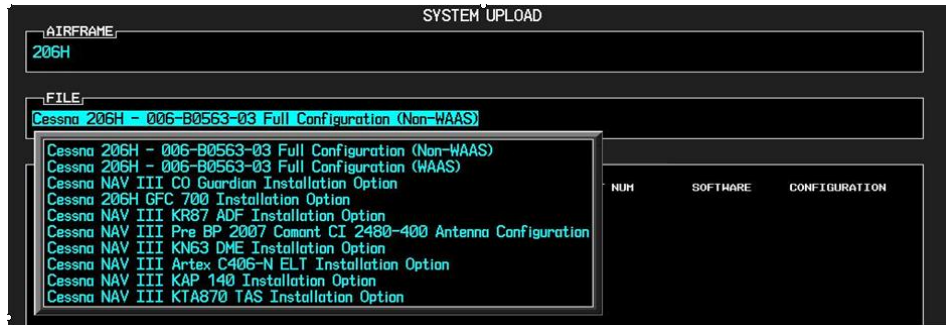 SYSTEM UPLOAD
AIRFRAME
206H
FILE
Cessna 206H - 006-B0563-03 Full Configuration (Non-WAAS)
Cessna 206H - 006-B0563-03 Full Configuration (Non-WAAS)
Cessna 206H - 006-B0563-03 Full Configuration (WAAS)
Cessna NAV III CO Guardian Installation Option
Cessna 206H GFC 700 Installation Option
Cessna NAV III KR87 ADF Installation Option
Cessna NAV III Pre BP 2007 Comant CI 2480-400 Antenna Configuration
Cessna NAV III KN63 DME Installation Option
Cessna NAV III Artex C406-N ELT Installation Option
Cessna NAV III KAP 140 Installation Option
Cessna NAV III KTA870 TAS Installation Option
NUM SOFTWARE CONFIGURATION